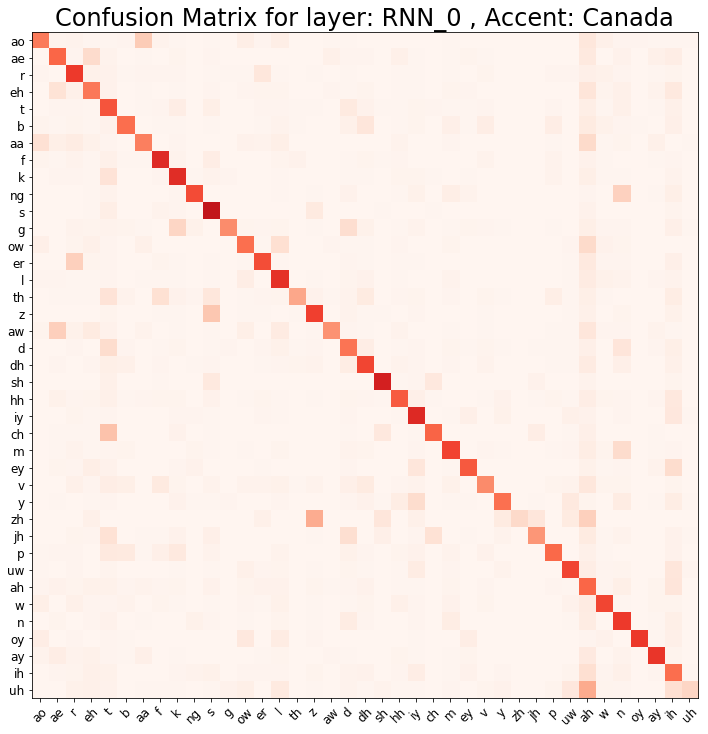 Confusion Matrix for layer: RNN_0 , Accent: Canada
ao
ae
r
eh
t
b
aa
f
k
ng
s
g
ow
er
l
th
z
aw
d
dh
sh
hh
iy
ch
m
ey
v
y
zh
jh
p
uw
ah
w
n
oy
ay
ih
uh
ao ae r eh t b aa f k ng s g ow er l th z aw d dh sh hh iy ch m ey v y zh jh p uw ah w n oy ay ih uh